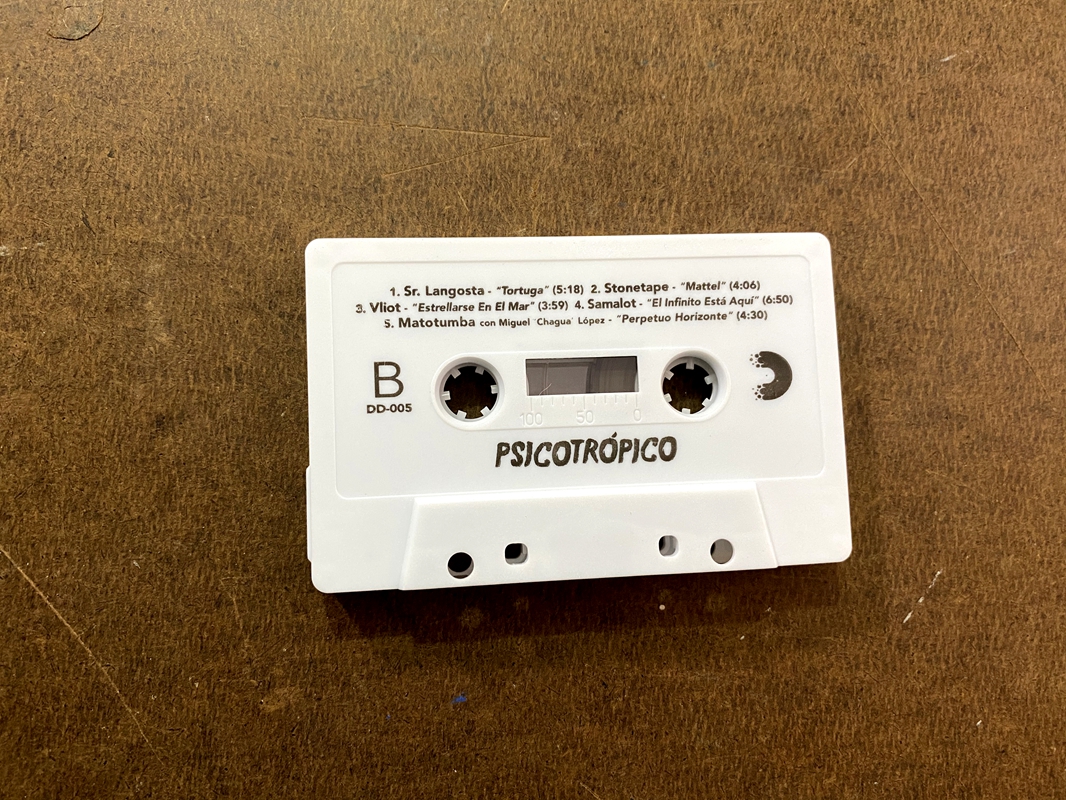 1. Sr. Langosta - "Tortuga" (5:18) 2. Stonetape - "Mattel" (4:06)
3. Vliot - "Estrellarse En El Mar" (3:59) 4. Samalot - "El Infinito Está Aquí" (6:50)
5. Matotumba con Miguel "Chagua" López - "Perpetuo Horizonte" (4:30)
B
DD-005
100 50 0
PSICOTRÓPICO